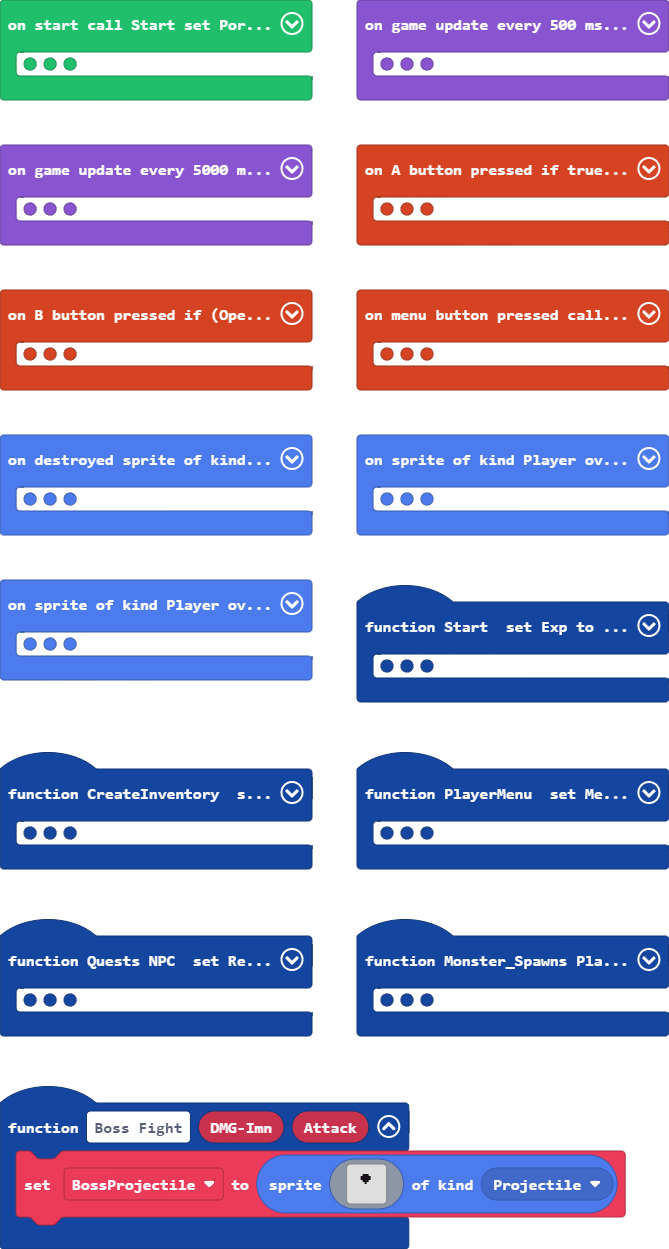 on start call Start set Por...
on game update every 500 ms...
on game update every 5000 m...
on A button pressed if true...
on B button pressed if (Ope...
on menu button pressed call...
on destroyed sprite of kind...
on sprite of kind Player ov...
on sprite of kind Player ov...
function Start set Exp to ...
function CreateInventory s...
function PlayerMenu set Me...
function Quests NPC set Re...
function Monster_Spawns Pla...
function Boss Fight DMG-Imn Attack
set BossProjectile to sprite of kind Projectile